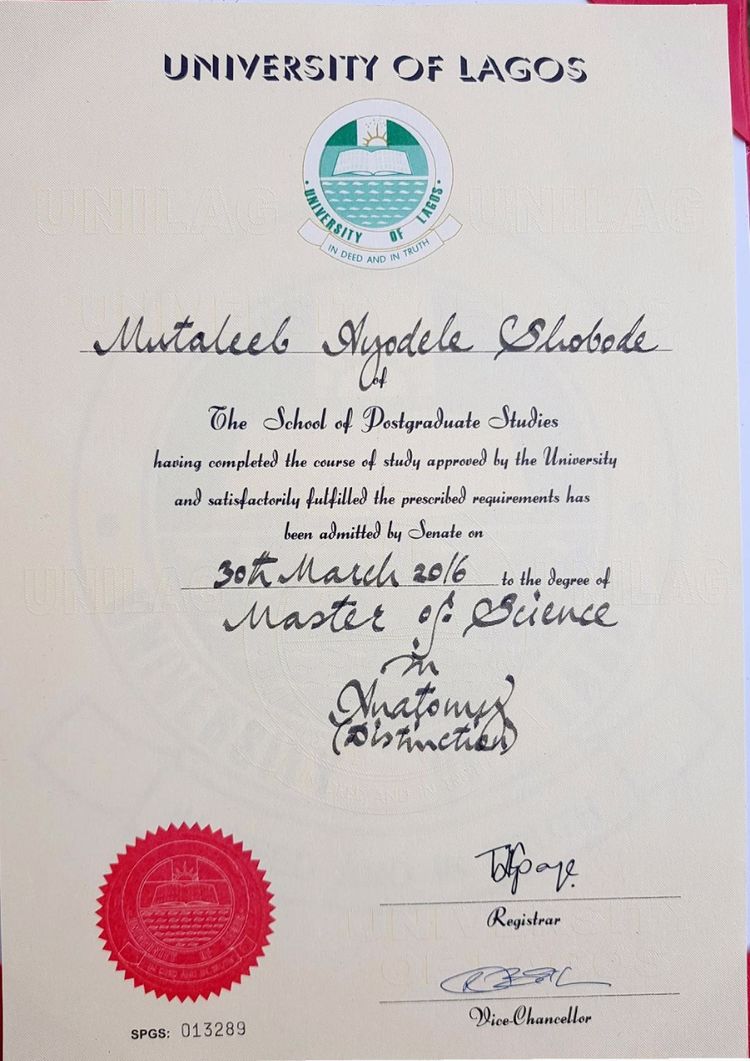 UNIVERSITY OF LAGOS
UNIVERSITY OF LAGOS
IN DEED AND IN TRUTH
UNILAG UNILAG
Mutaleeb Ayodele Shobode
of
The School of Postgraduate Studies
having completed the course of study approved by the University
and satisfactorily fulfilled the prescribed requirements has
been admitted by Senate on
30th March 2016 to the degree of
Master of Science
in
Anatomy
(Distinction)
Registrar
Vice-Chancellor
SPGS: 013289